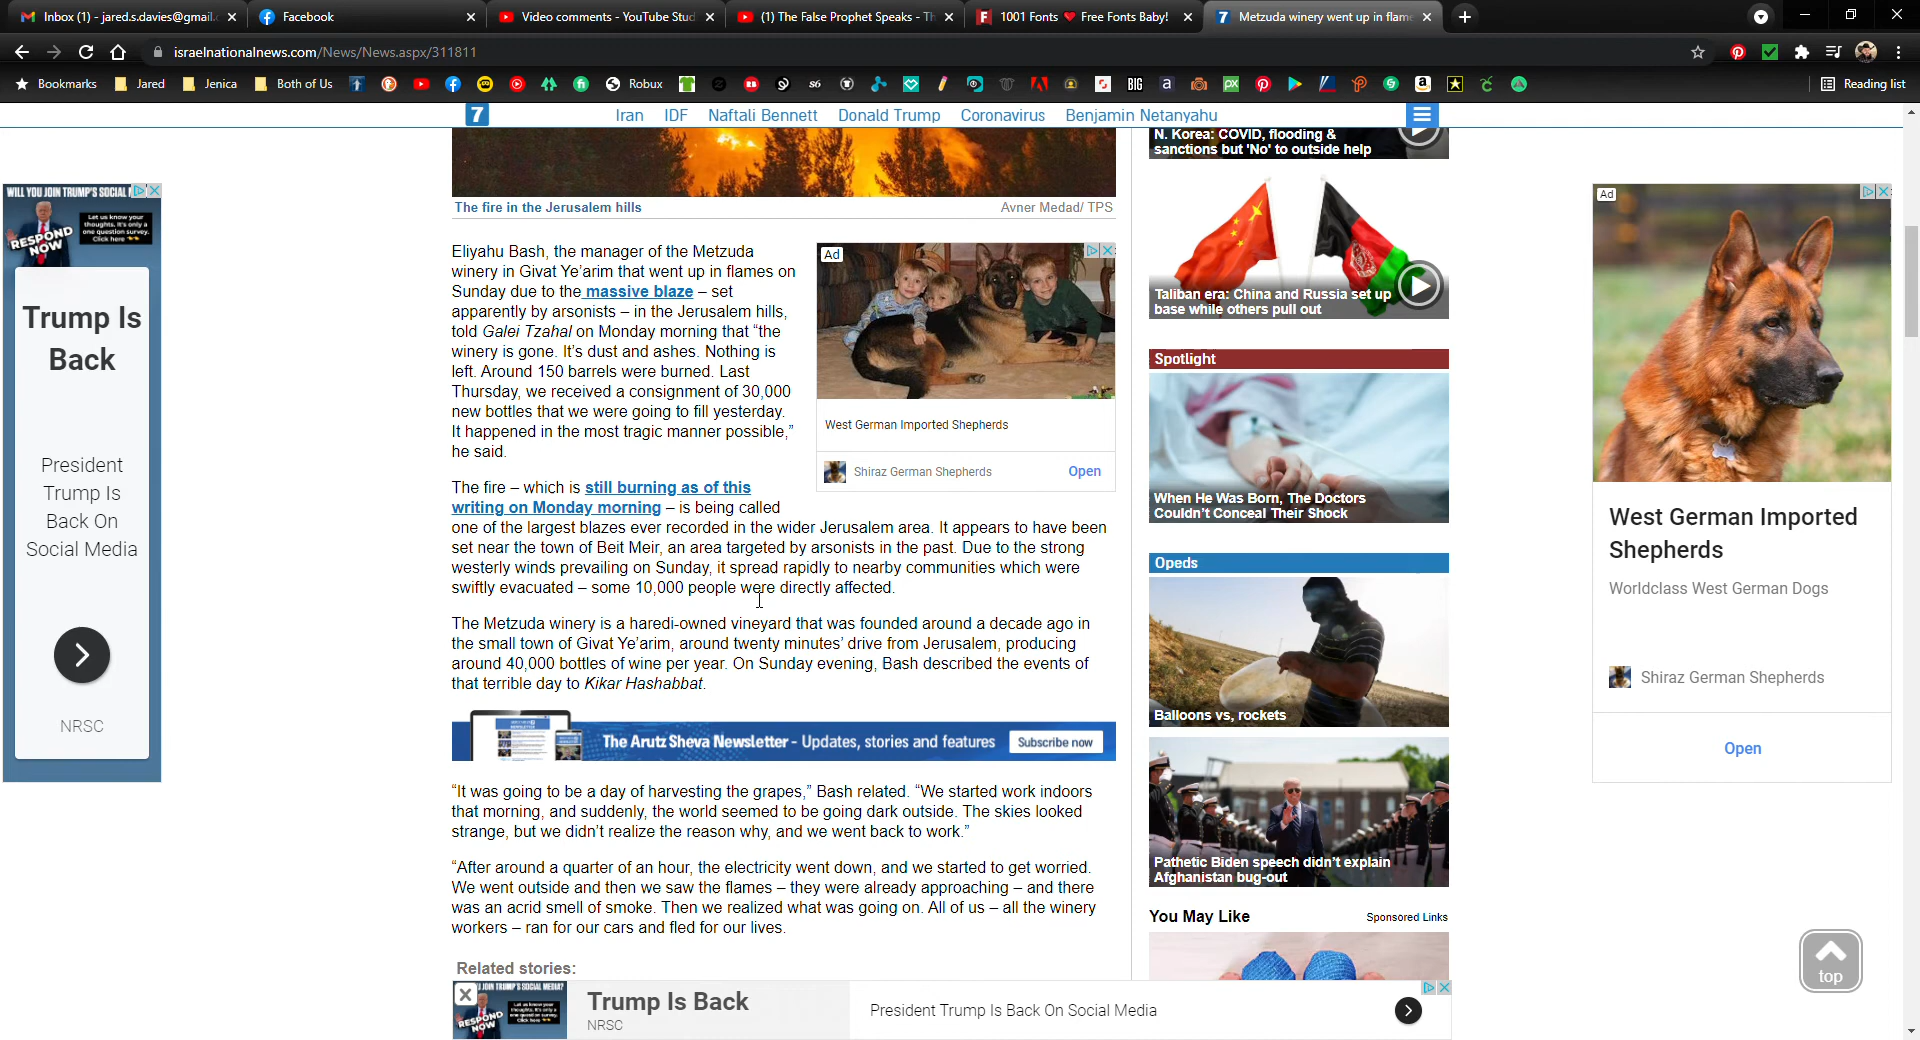 Inbox (1) - jared.s.davies@gmail.
Facebook
Video comments - YouTube Stud
(1) The False Prophet Speaks - Th
1001 Fonts ❤ Free Fonts Baby!
Metzuda winery went up in flame
israelnationalnews.com/News/News.aspx/311811
Bookmarks
Jared
Jenica
Both of Us
Robux
BIG
Reading list
7
Iran
IDF
Naftali Bennett
Donald Trump
Coronavirus
Benjamin Netanyahu
WILL YOU JOIN TRUMP'S SOCIAL
Let us know your
thoughts. It's only a
one question survey.
Click here
RESPOND
NOW
Trump Is
Back
President
Trump Is
Back On
Social Media
NRSC
The fire in the Jerusalem hills
Avner Medad/ TPS
Eliyahu Bash, the manager of the Metzuda
winery in Givat Ye'arim that went up in flames on
Sunday due to the massive blaze – set
apparently by arsonists – in the Jerusalem hills,
told Galei Tzahal on Monday morning that “the
winery is gone. It’s dust and ashes. Nothing is
left. Around 150 barrels were burned. Last
Thursday, we received a consignment of 30,000
new bottles that we were going to fill yesterday.
It happened in the most tragic manner possible,”
he said.
Ad
West German Imported Shepherds
Shiraz German Shepherds
Open
The fire – which is still burning as of this
writing on Monday morning – is being called
one of the largest blazes ever recorded in the wider Jerusalem area. It appears to have been
set near the town of Beit Meir, an area targeted by arsonists in the past. Due to the strong
westerly winds prevailing on Sunday, it spread rapidly to nearby communities which were
swiftly evacuated – some 10,000 people were directly affected.
The Metzuda winery is a haredi-owned vineyard that was founded around a decade ago in
the small town of Givat Ye’arim, around twenty minutes’ drive from Jerusalem, producing
around 40,000 bottles of wine per year. On Sunday evening, Bash described the events of
that terrible day to Kikar Hashabbat.
The Arutz Sheva Newsletter - Updates, stories and features
Subscribe now
“It was going to be a day of harvesting the grapes,” Bash related. “We started work indoors
that morning, and suddenly, the world seemed to be going dark outside. The skies looked
strange, but we didn’t realize the reason why, and we went back to work.”
“After around a quarter of an hour, the electricity went down, and we started to get worried.
We went outside and then we saw the flames – they were already approaching – and there
was an acrid smell of smoke. Then we realized what was going on. All of us – all the winery
workers – ran for our cars and fled for our lives.
Related stories:
N. Korea: COVID, flooding &
sanctions but 'No' to outside help
Taliban era: China and Russia set up
base while others pull out
Spotlight
When He Was Born, The Doctors
Couldn't Conceal Their Shock
Opeds
Balloons vs, rockets
Pathetic Biden speech didn't explain
Afghanistan bug-out
You May Like
Sponsored Links
Ad
West German Imported
Shepherds
Worldclass West German Dogs
Shiraz German Shepherds
Open
top
JOIN TRUMP'S SOCIAL MEDIA?
RESPOND
NOW
Trump Is Back
NRSC
President Trump Is Back On Social Media